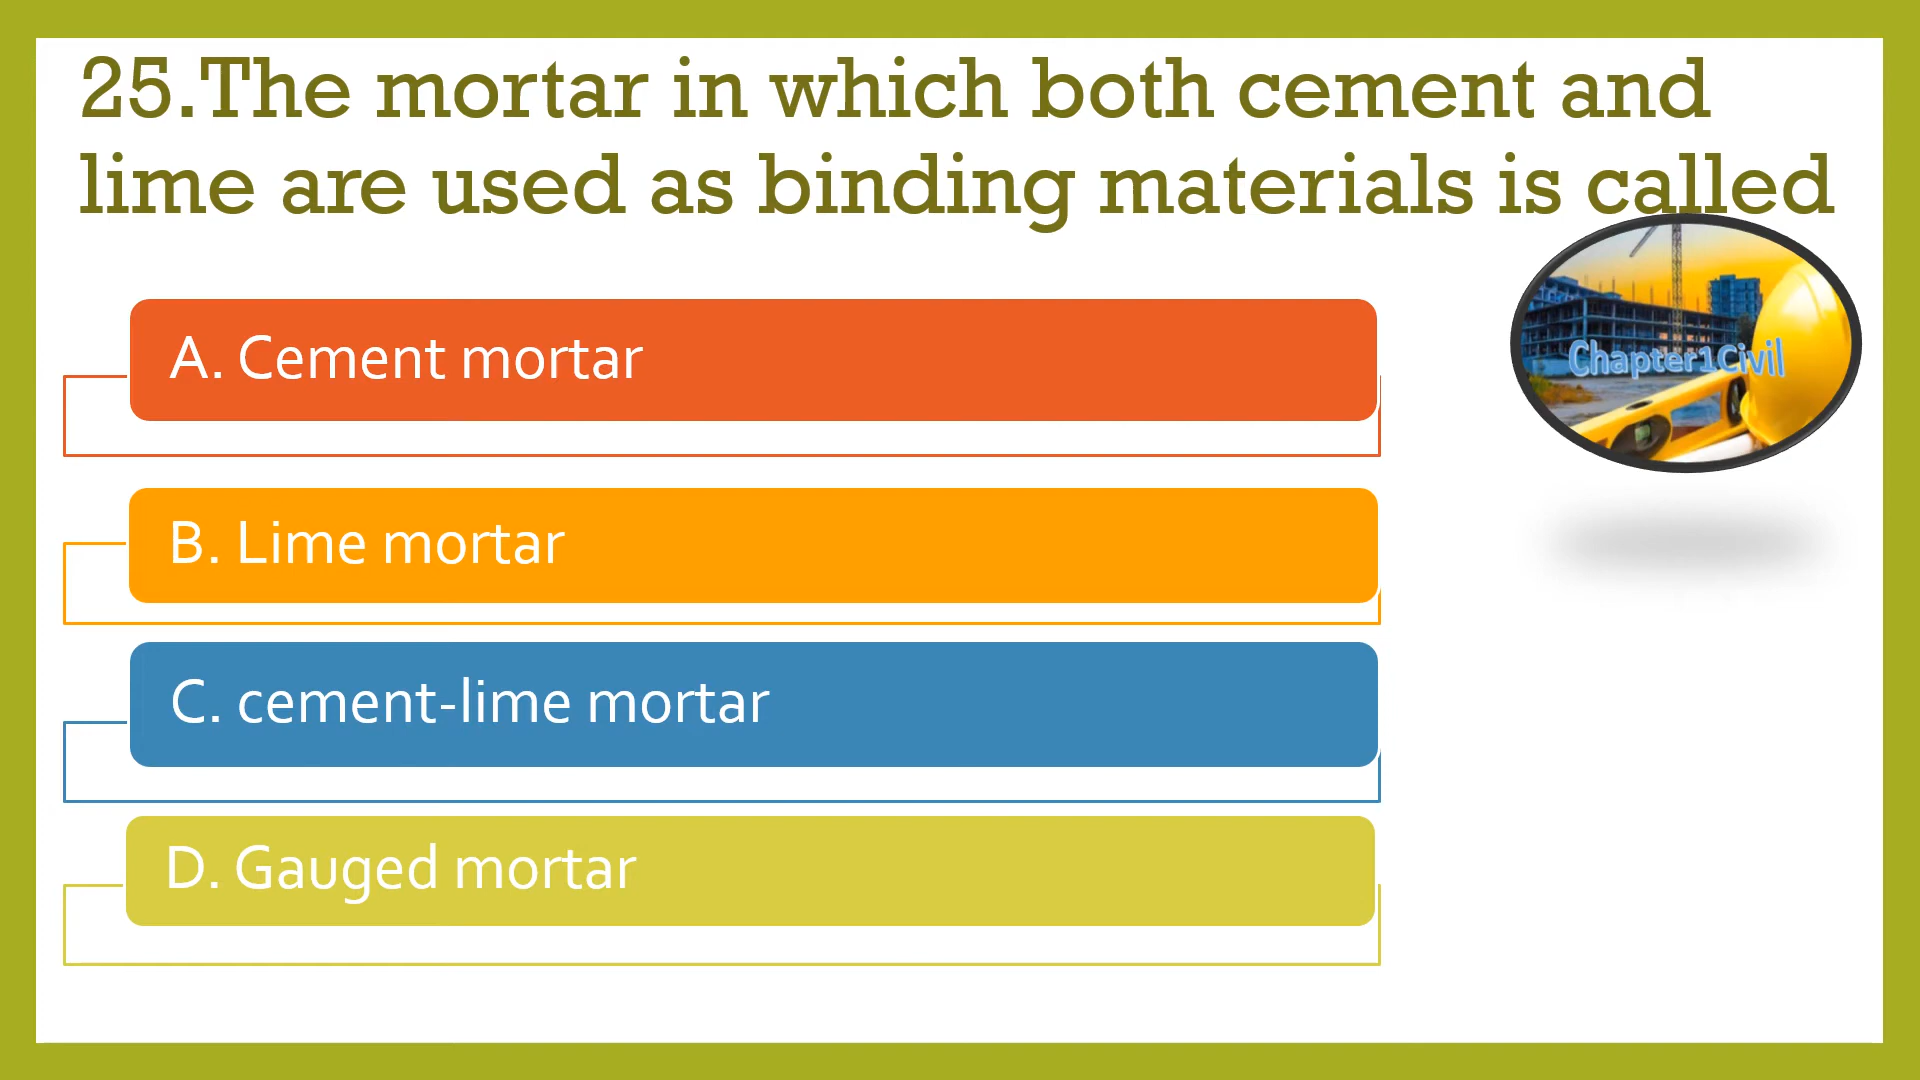 25.The mortar in which both cement and
lime are used as binding materials is called
Chapter1Civil
A. Cement mortar
B. Lime mortar
C. cement-lime mortar
D. Gauged mortar